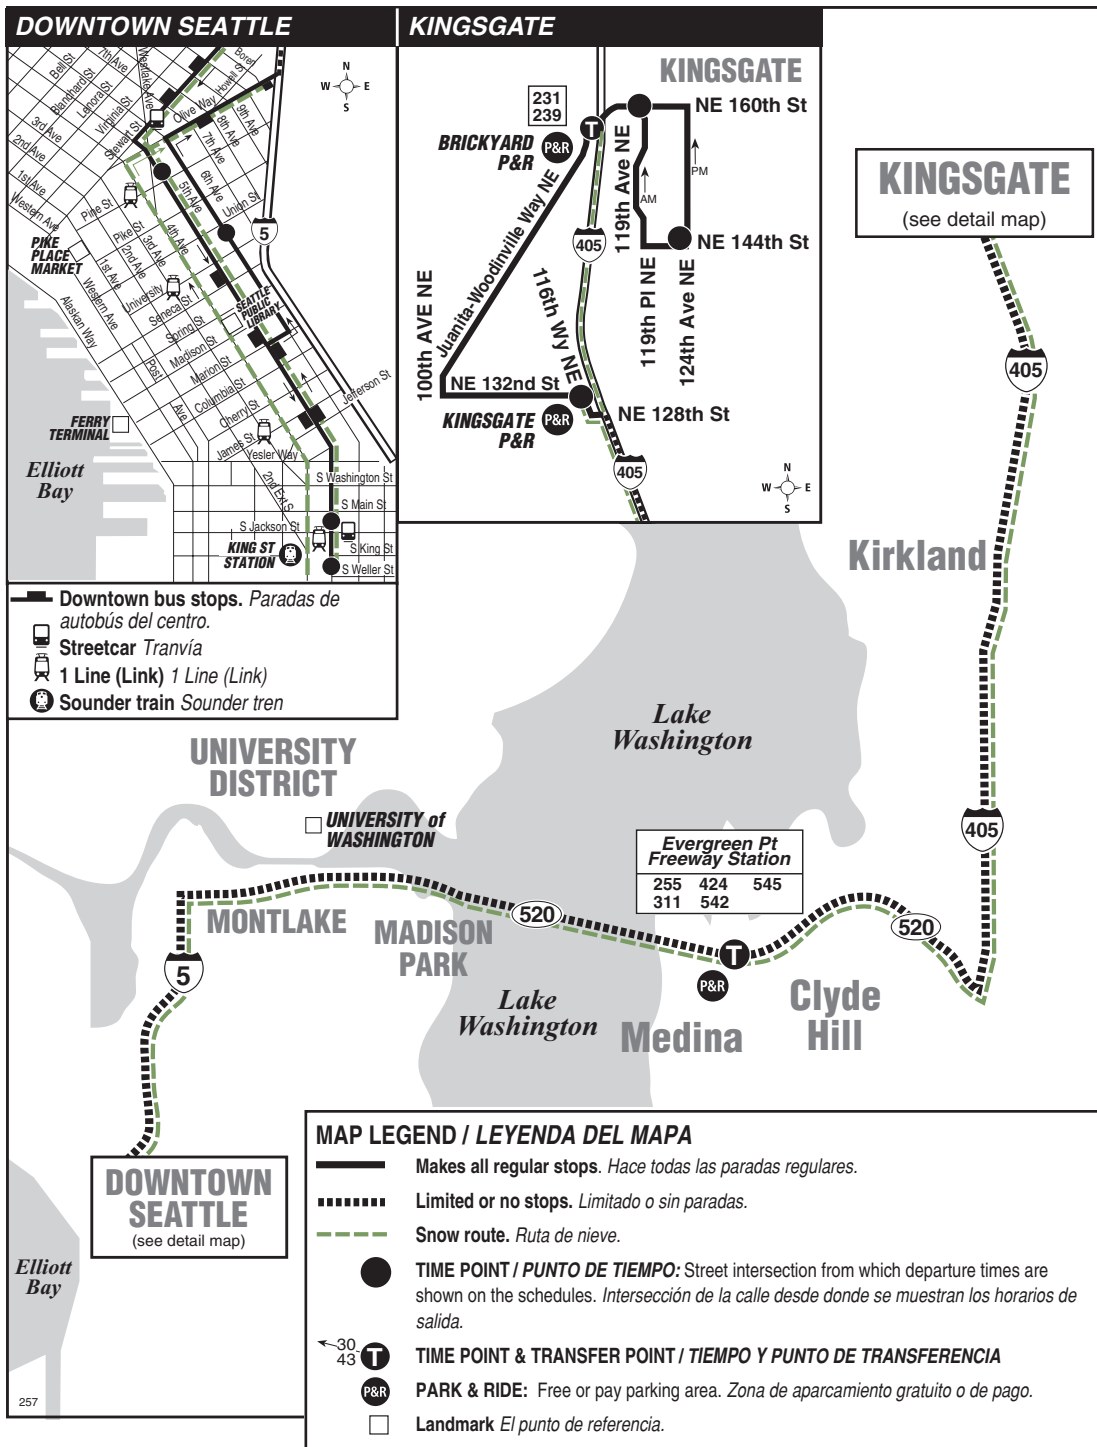 DOWNTOWN SEATTLE
Bell St
7th Ave
Westlake Ave
Boren
Blanchard St
Lenora St
Virginia St
Stewart St
Olive Way
Howell St
9th Ave
8th Ave
7th Ave
6th Ave
5th Ave
Union St
3rd Ave
2nd Ave
1st Ave
Western Ave
Pine St
Pike St
4th Ave
3rd Ave
2nd Ave
1st Ave
Western Ave
Alaskan Way
PIKE
PLACE
MARKET
University
Seneca St
Spring St
Madison St
Marion St
Columbia St
Cherry St
James St
Yesler Way
Jefferson St
Post
Ave
SEATTLE
PUBLIC
LIBRARY
5
FERRY
TERMINAL
Elliott
Bay
2nd Ext S
S Washington St
S Main St
S Jackson St
S King St
S Weller St
KING ST
STATION
N
W E
S
Downtown bus stops. Paradas de
autobús del centro.
Streetcar Tranvía
1 Line (Link) 1 Line (Link)
Sounder train Sounder tren
KINGSGATE
KINGSGATE
231
239
T
BRICKYARD
P&R
P&R
NE 160th St
119th Ave NE
AM
PM
NE 144th St
405
Juanita-Woodinville Way NE
100th AVE NE
116th Wy NE
119th Pl NE
124th Ave NE
NE 132nd St
NE 128th St
KINGSGATE
P&R
P&R
405
N
W E
S
KINGSGATE
(see detail map)
405
Kirkland
Lake
Washington
UNIVERSITY
DISTRICT
UNIVERSITY of
WASHINGTON
405
Evergreen Pt
Freeway Station
255 424 545
311 542
MONTLAKE
MADISON
PARK
520
520
5
T
P&R
Lake
Washington
Medina
Clyde
Hill
DOWNTOWN
SEATTLE
(see detail map)
Elliott
Bay
257
MAP LEGEND / LEYENDA DEL MAPA
Makes all regular stops. Hace todas las paradas regulares.
Limited or no stops. Limitado o sin paradas.
Snow route. Ruta de nieve.
TIME POINT / PUNTO DE TIEMPO: Street intersection from which departure times are
shown on the schedules. Intersección de la calle desde donde se muestran los horarios de
salida.
30
43
T
TIME POINT & TRANSFER POINT / TIEMPO Y PUNTO DE TRANSFERENCIA
P&R
PARK & RIDE: Free or pay parking area. Zona de aparcamiento gratuito o de pago.
Landmark El punto de referencia.